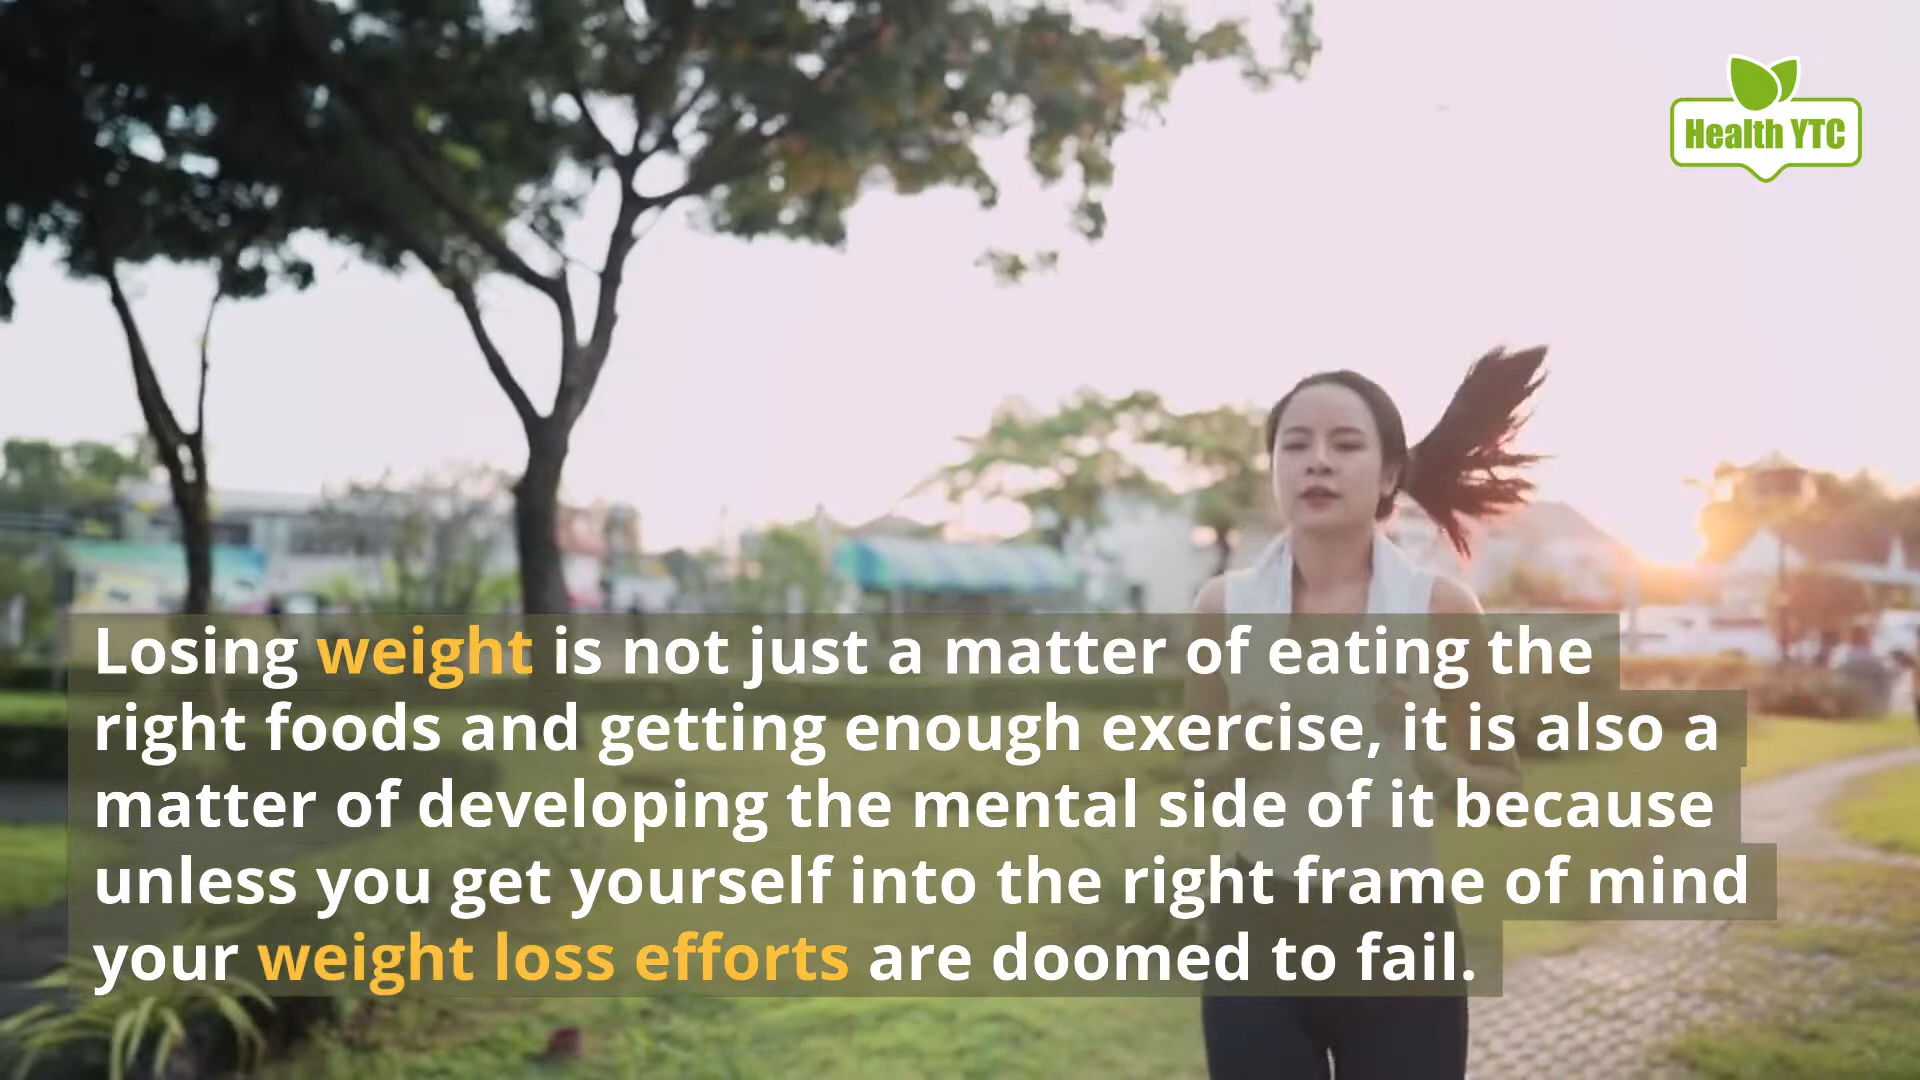 Health YTC
Losing weight is not just a matter of eating the
right foods and getting enough exercise, it is also a
matter of developing the mental side of it because
unless you get yourself into the right frame of mind
your weight loss efforts are doomed to fail.